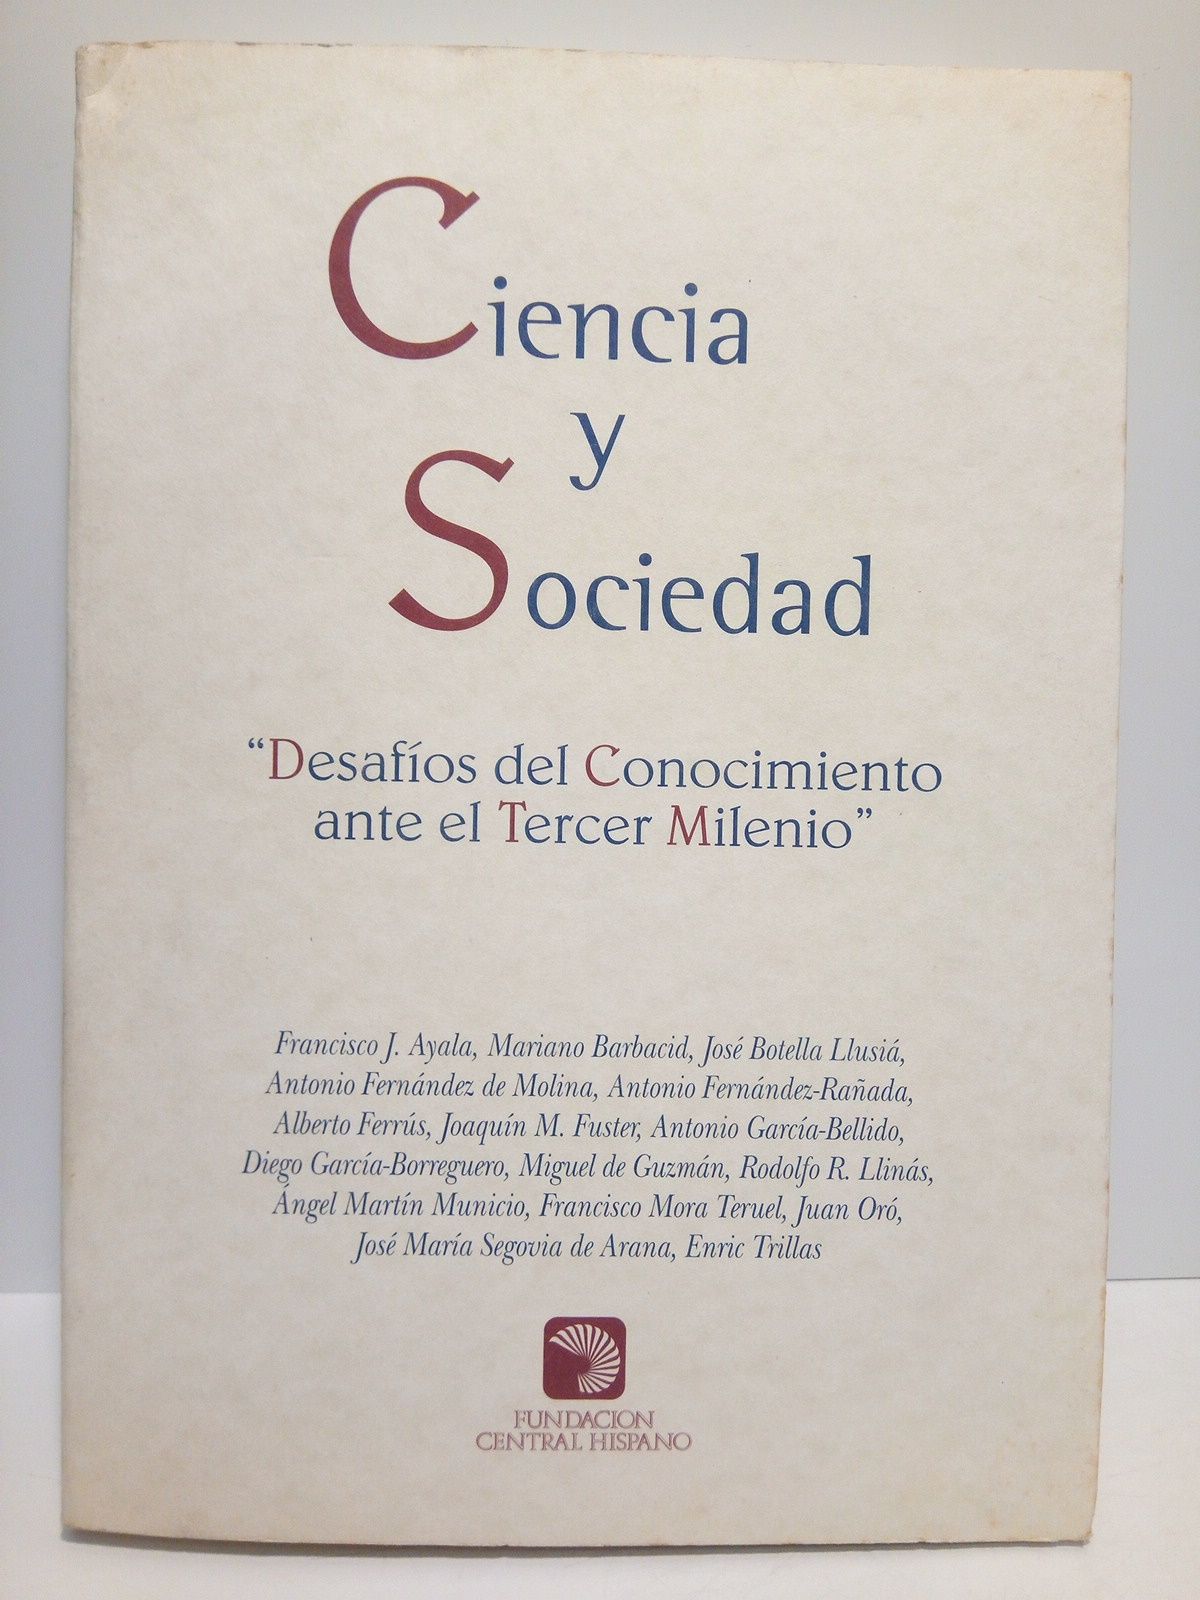 Ciencia
y
Sociedad
“Desafíos del Conocimiento
ante el Tercer Milenio”
Francisco J. Ayala, Mariano Barbacid, José Botella Llusiá,
Antonio Fernández de Molina, Antonio Fernández-Rañada,
Alberto Ferrús, Joaquín M. Fuster, Antonio García-Bellido,
Diego García-Borreguero, Miguel de Guzmán, Rodolfo R. Llinás,
Ángel Martín Municio, Francisco Mora Teruel, Juan Oró,
José María Segovia de Arana, Enric Trillas
FUNDACION
CENTRAL HISPANO